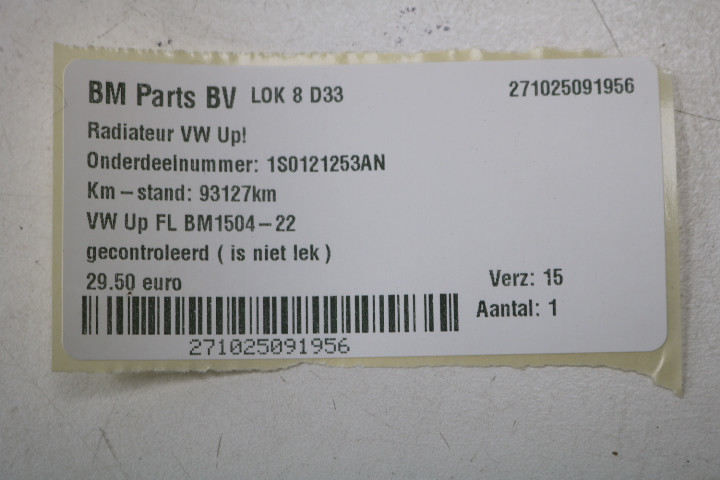 BM Parts BV LOK 8 D33 271025091956
Radiateur VW Up!
Onderdeelnummer: 1S0121253AN
Km-stand: 93127km
VW Up FL BM1504-22
gecontroleerd ( is niet lek )
29.50 euro Verz: 15
Aantal: 1
271025091956